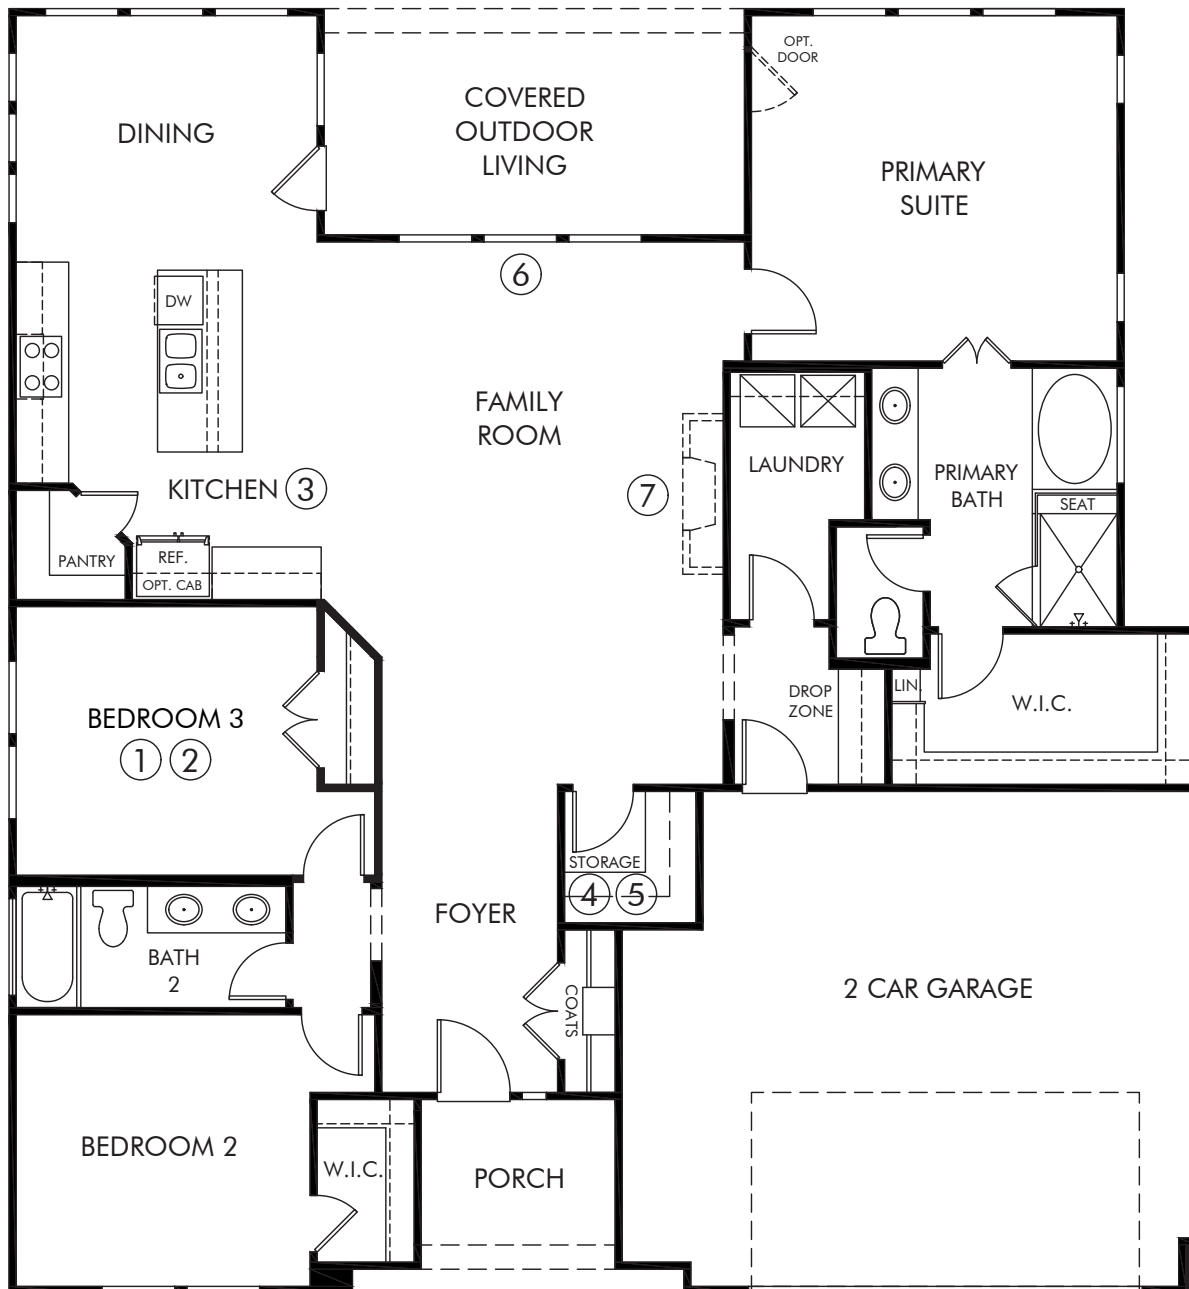 OPT.
DOOR
COVERED
OUTDOOR
LIVING
DINING
PRIMARY
SUITE
6
DW
FAMILY
ROOM
LAUNDRY
PRIMARY
BATH
KITCHEN 3
7
SEAT
PANTRY
REF.
OPT. CAB
LIN.
DROP
ZONE
W.I.C.
BEDROOM 3
1 2
STORAGE
4 5
FOYER
BATH
2
COATS
2 CAR GARAGE
BEDROOM 2
W.I.C.
PORCH